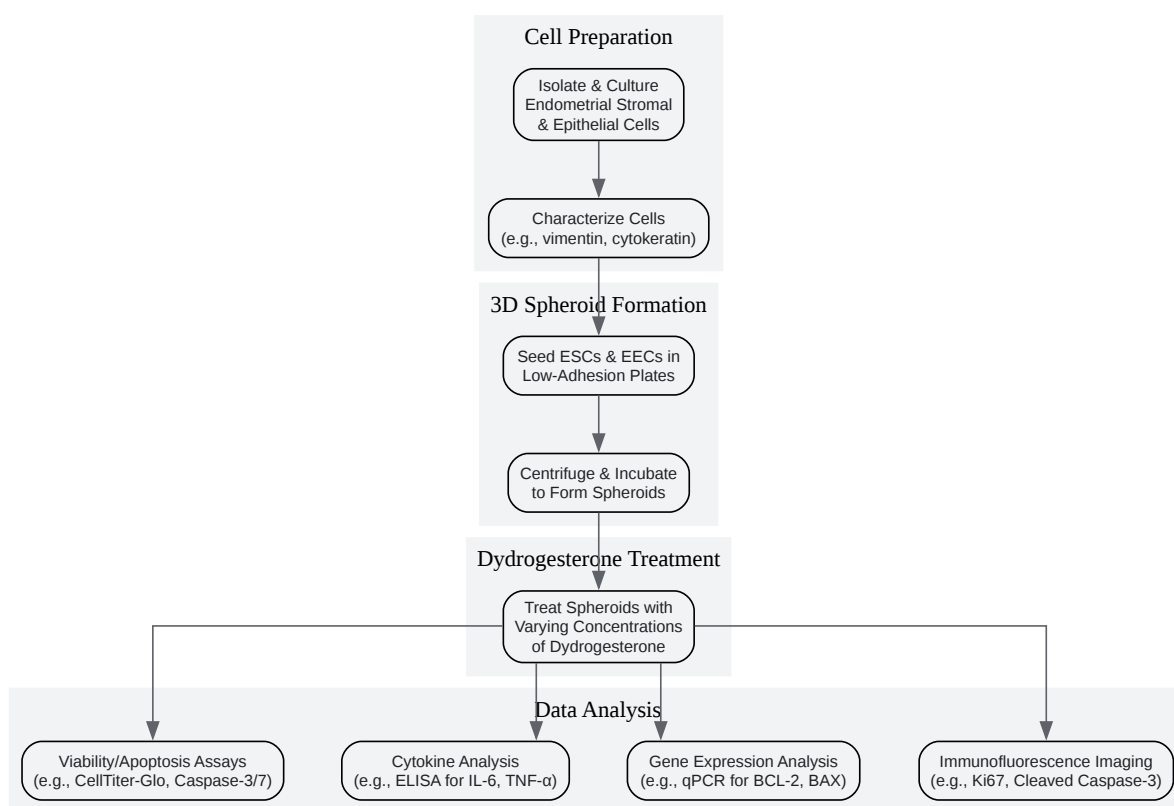 Cell Preparation
Isolate & Culture
Endometrial Stromal
& Epithelial Cells
Characterize Cells
(e.g., vimentin, cytokeratin)
3D Spheroid Formation
Seed ESCs & EECs in
Low-Adhesion Plates
Centrifuge & Incubate
to Form Spheroids
Dydrogesterone Treatment
Treat Spheroids with
Varying Concentrations
of Dydrogesterone
Data Analysis
Viability/Apoptosis Assays
(e.g., CellTiter-Glo, Caspase-3/7)
Cytokine Analysis
(e.g., ELISA for IL-6, TNF-α)
Gene Expression Analysis
(e.g., qPCR for BCL-2, BAX)
Immunofluorescence Imaging
(e.g., Ki67, Cleaved Caspase-3)